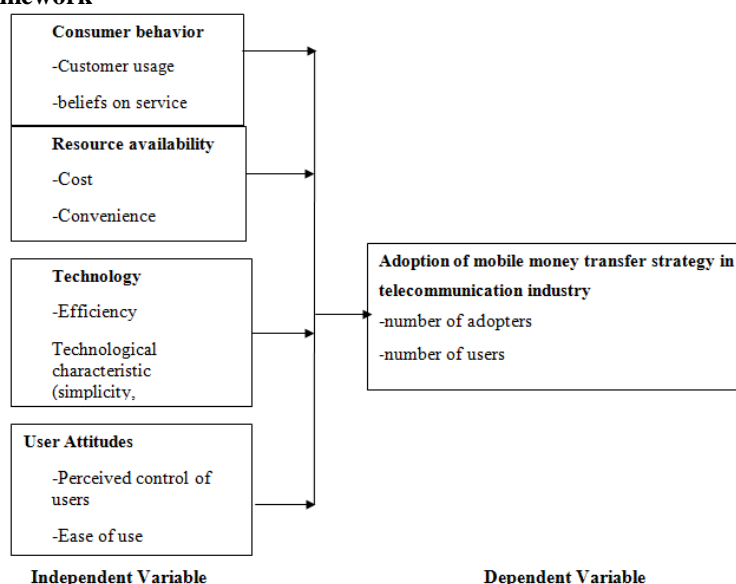 Consumer behavior
-Customer usage
-beliefs on service
Resource availability
-Cost
-Convenience
Technology
-Efficiency
Technological
characteristic
(simplicity,
User Attitudes
-Perceived control of
users
-Ease of use
Independent Variable
Adoption of mobile money transfer strategy in
telecommunication industry
-number of adopters
-number of users
Dependent Variable